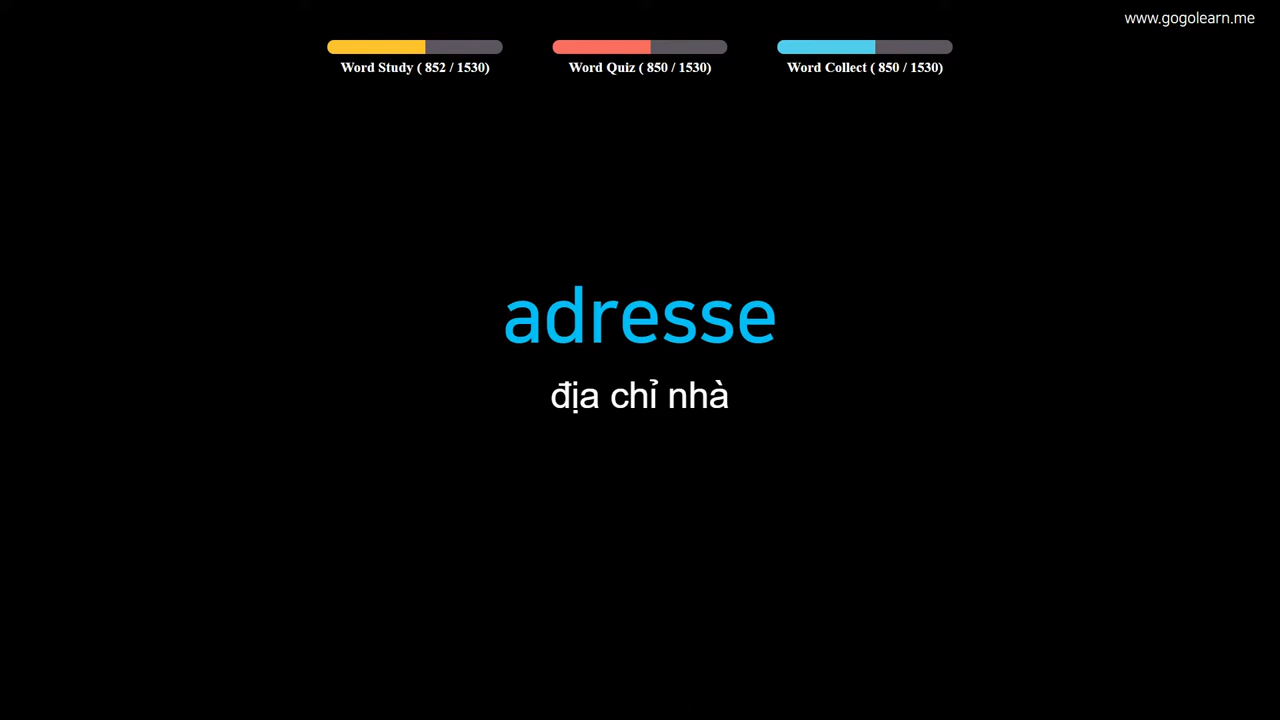 www.gogolearn.me
Word Study ( 852 / 1530)
Word Quiz ( 850 / 1530)
Word Collect ( 850 / 1530)
adresse
địa chỉ nhà